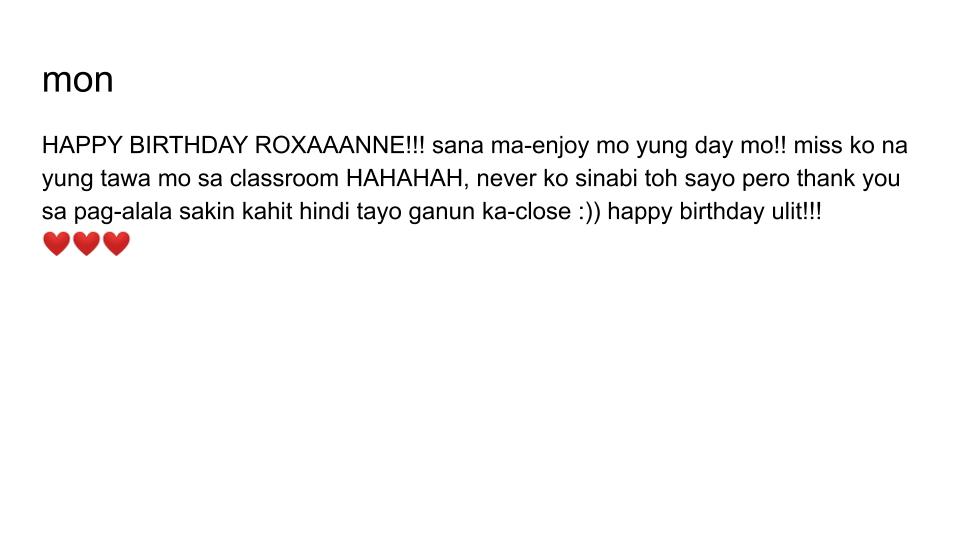 mon
HAPPY BIRTHDAY ROXAAANNE!!! sana ma-enjoy mo yung day mo!! miss ko na
yung tawa mo sa classroom HAHAHAH, never ko sinabi toh sayo pero thank you
sa pag-alala sakin kahit hindi tayo ganun ka-close :)) happy birthday ulit!!!
❤️❤️❤️